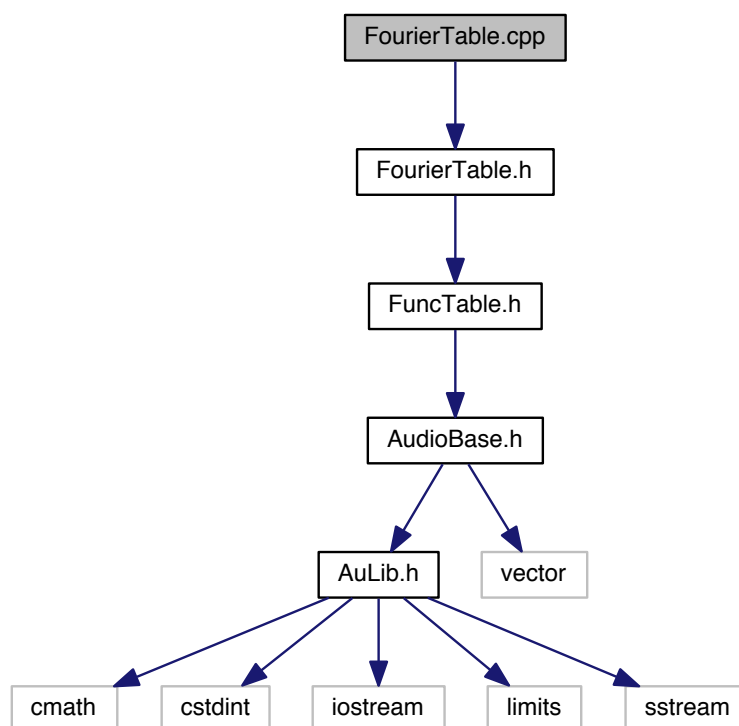 FourierTable.cpp
FourierTable.h
FuncTable.h
AudioBase.h
AuLib.h
vector
cmath
cstdint
iostream
limits
sstream